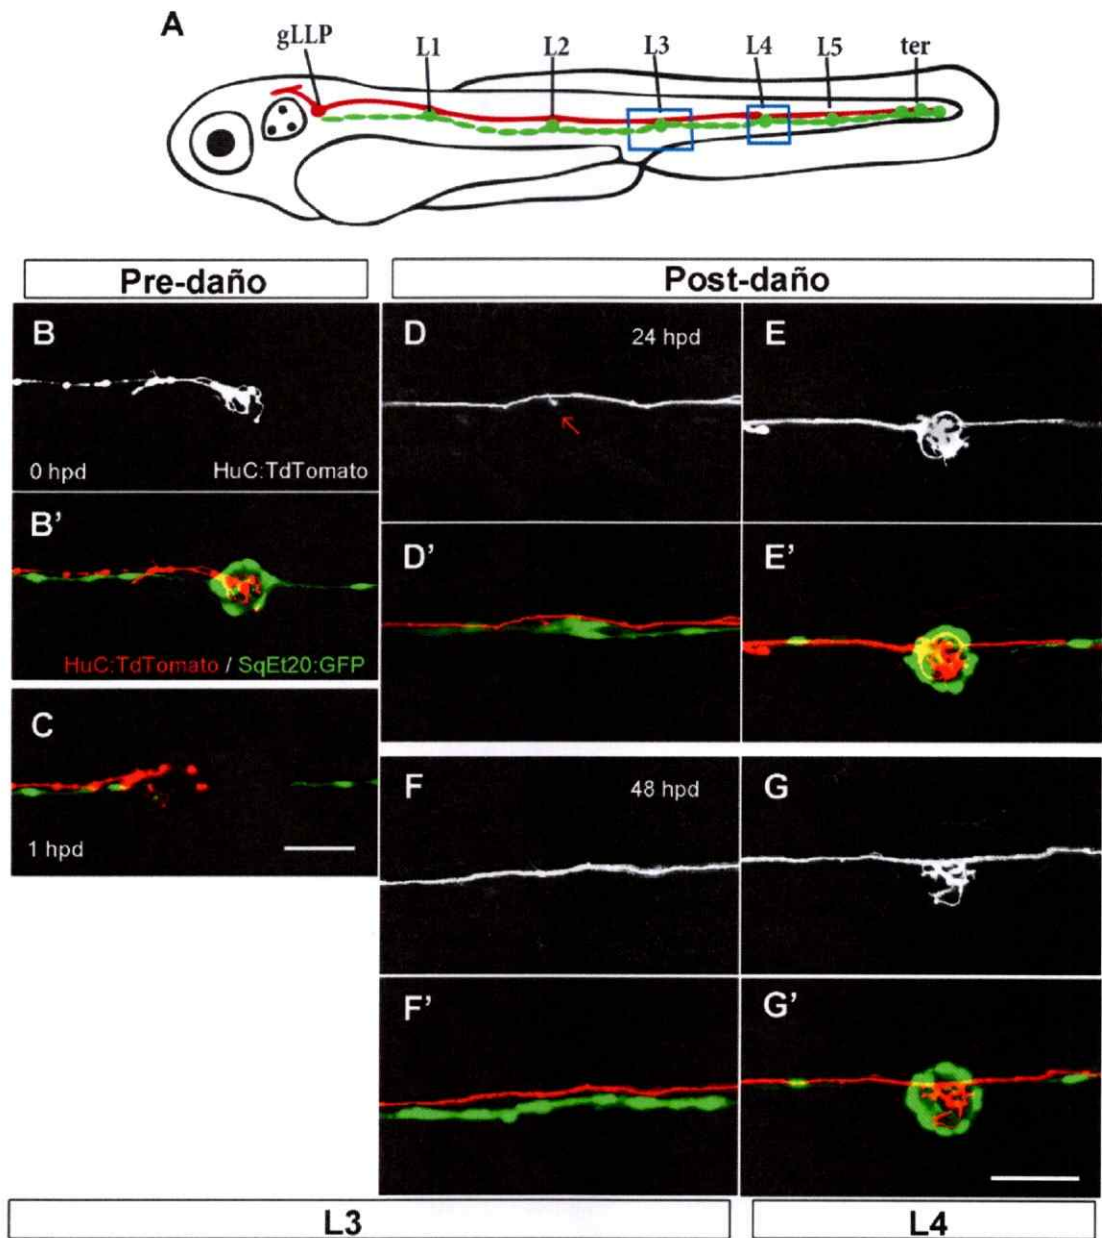 A
gLLP L1 L2 L3 L4 L5 ter
Pre-daño
Post-daño
B
0 hpd HuC:TdTomato
B'
HuC:TdTomato / SqEt20:GFP
C
1 hpd
D 24 hpd
E
D'
E'
F 48 hpd
G
F'
G'
L3
L4